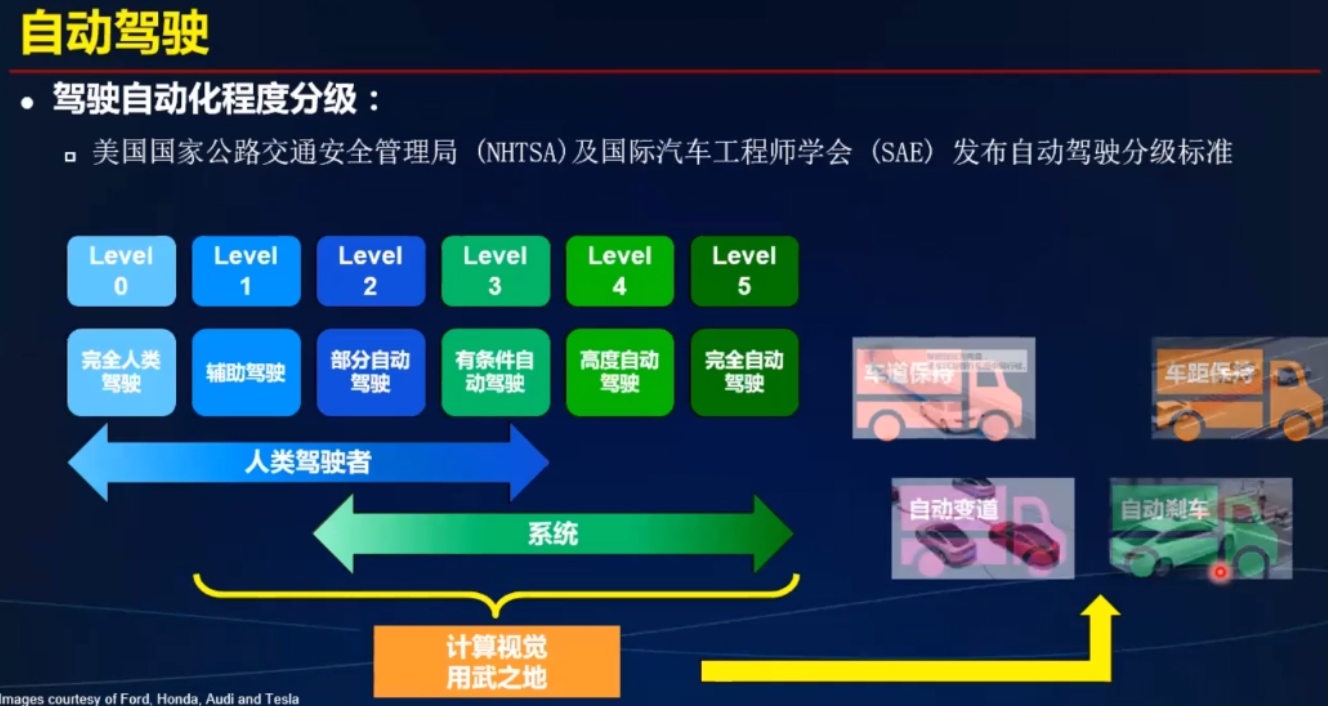 自动驾驶
• 驾驶自动化程度分级：
美国国家公路交通安全管理局 (NHTSA)及国际汽车工程师学会 (SAE) 发布自动驾驶分级标准
Level
0
Level
1
Level
2
Level
3
Level
4
Level
5
完全人类
驾驶
辅助驾驶
部分自动
驾驶
有条件自
动驾驶
高度自动
驾驶
完全自动
驾驶
车道保持
车距保持
人类驾驶者
自动变道
自动刹车
系统
计算视觉
用武之地
Images courtesy of Ford, Honda, Audi and Tesla